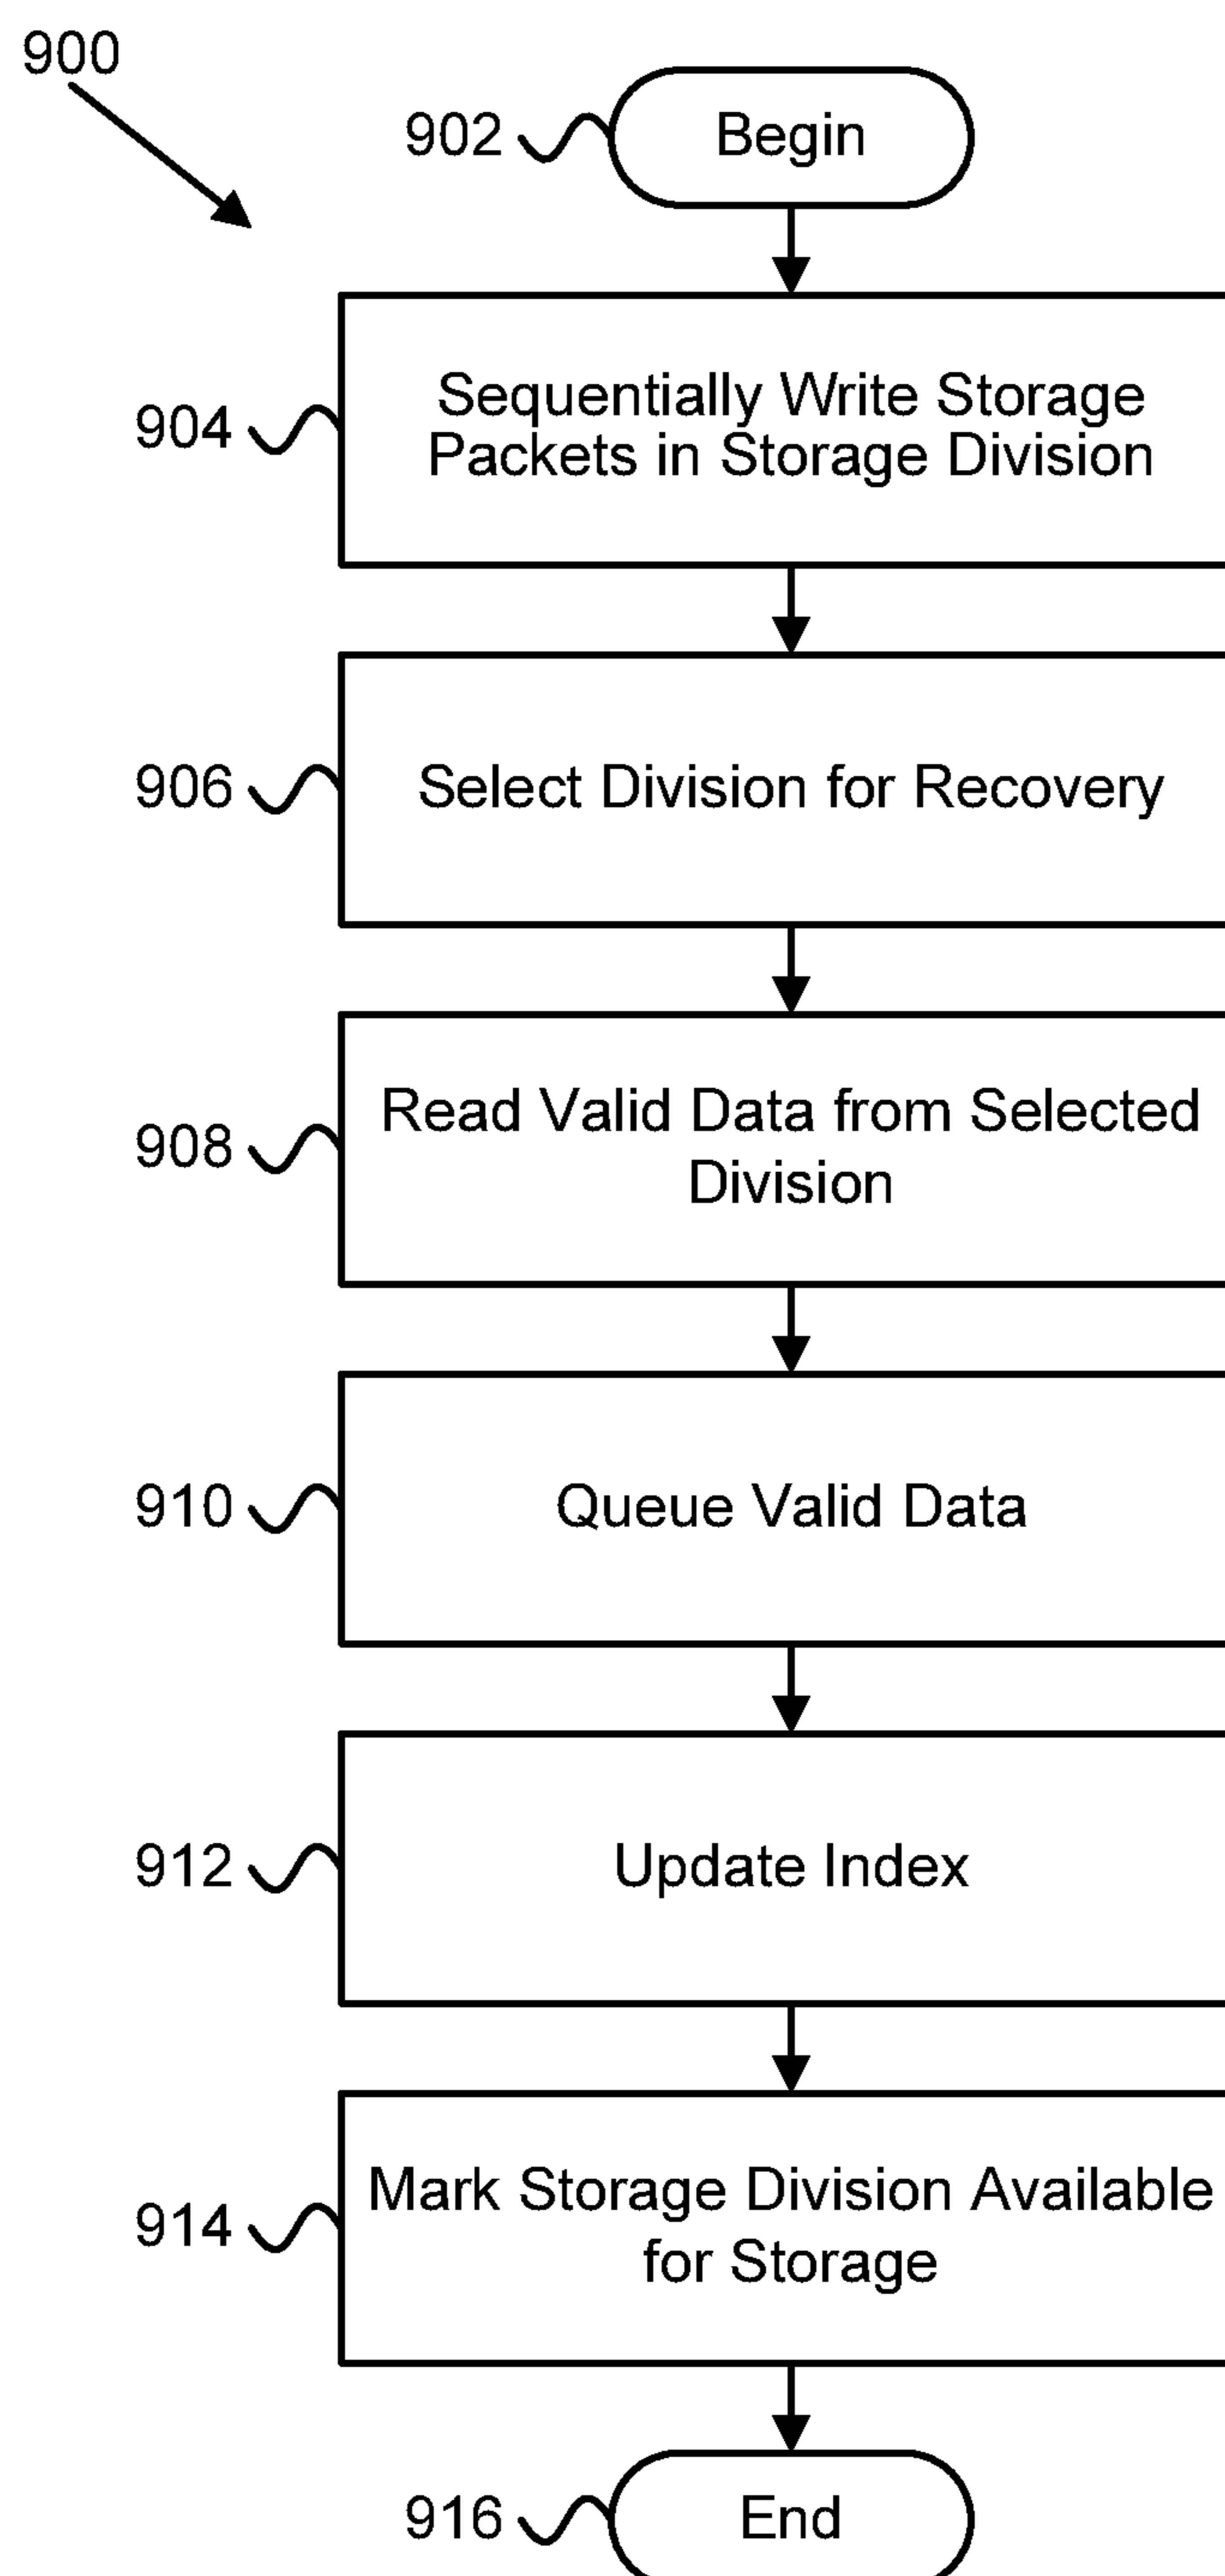 900
902
Begin
904
Sequentially Write Storage
Packets in Storage Division
906
Select Division for Recovery
908
Read Valid Data from Selected
Division
910
Queue Valid Data
912
Update Index
914
Mark Storage Division Available
for Storage
916
End